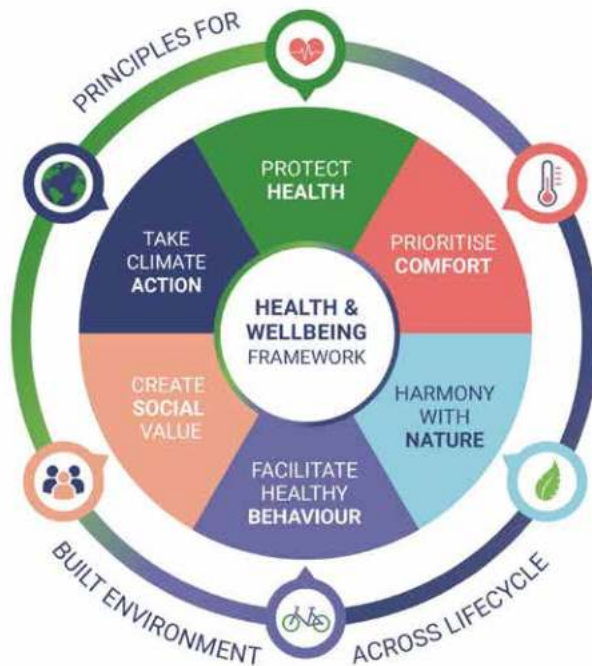 PRINCIPLES FOR
PROTECT
HEALTH
PRIORITISE
COMFORT
HARMONY
WITH
NATURE
FACILITATE
HEALTHY
BEHAVIOUR
CREATE
SOCIAL
VALUE
TAKE
CLIMATE
ACTION
HEALTH &
WELLBEING
FRAMEWORK
BUILT ENVIRONMENT
ACROSS LIFECYCLE